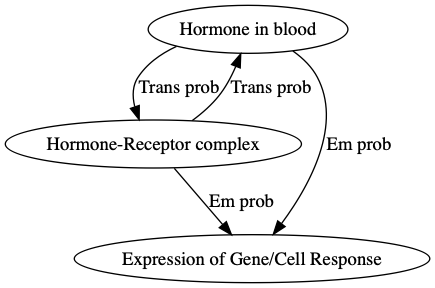 Hormone in blood
Trans prob
Trans prob
Hormone-Receptor complex
Em prob
Em prob
Expression of Gene/Cell Response